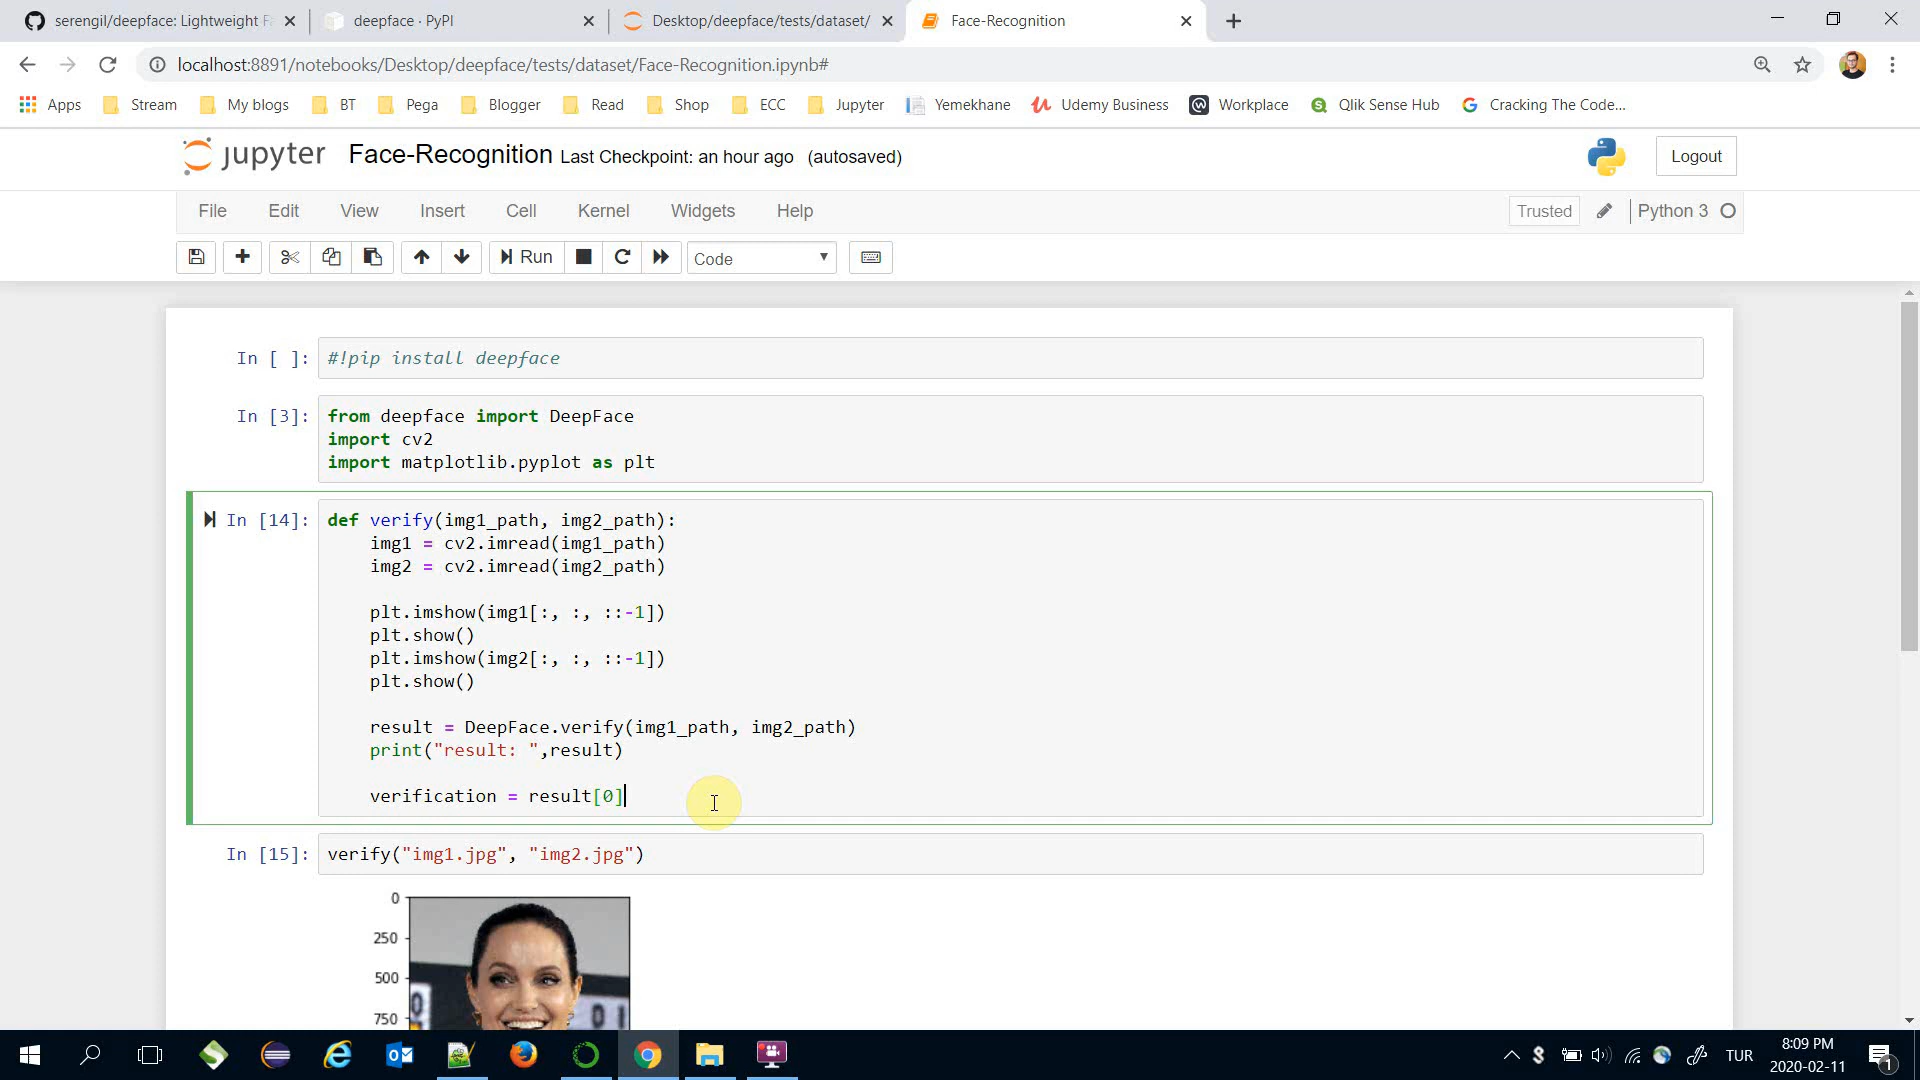 serengil/deepface: Lightweight F
deepface · PyPI
Desktop/deepface/tests/dataset/
Face-Recognition
localhost:8891/notebooks/Desktop/deepface/tests/dataset/Face-Recognition.ipynb#
Apps Stream My blogs BT Pega Blogger Read Shop ECC Jupyter Yemekhane Udemy Business Workplace Qlik Sense Hub Cracking The Code...
jupyter Face-Recognition Last Checkpoint: an hour ago (autosaved)
Logout
File Edit View Insert Cell Kernel Widgets Help
Trusted Python 3
Run Code
In [ ]: #!pip install deepface
In [3]: from deepface import DeepFace
import cv2
import matplotlib.pyplot as plt
In [14]: def verify(img1_path, img2_path):
img1 = cv2.imread(img1_path)
img2 = cv2.imread(img2_path)
plt.imshow(img1[:, :, ::-1])
plt.show()
plt.imshow(img2[:, :, ::-1])
plt.show()
result = DeepFace.verify(img1_path, img2_path)
print("result: ",result)
verification = result[0]
In [15]: verify("img1.jpg", "img2.jpg")
0
250
500
750
TUR
8:09 PM
2020-02-11
1